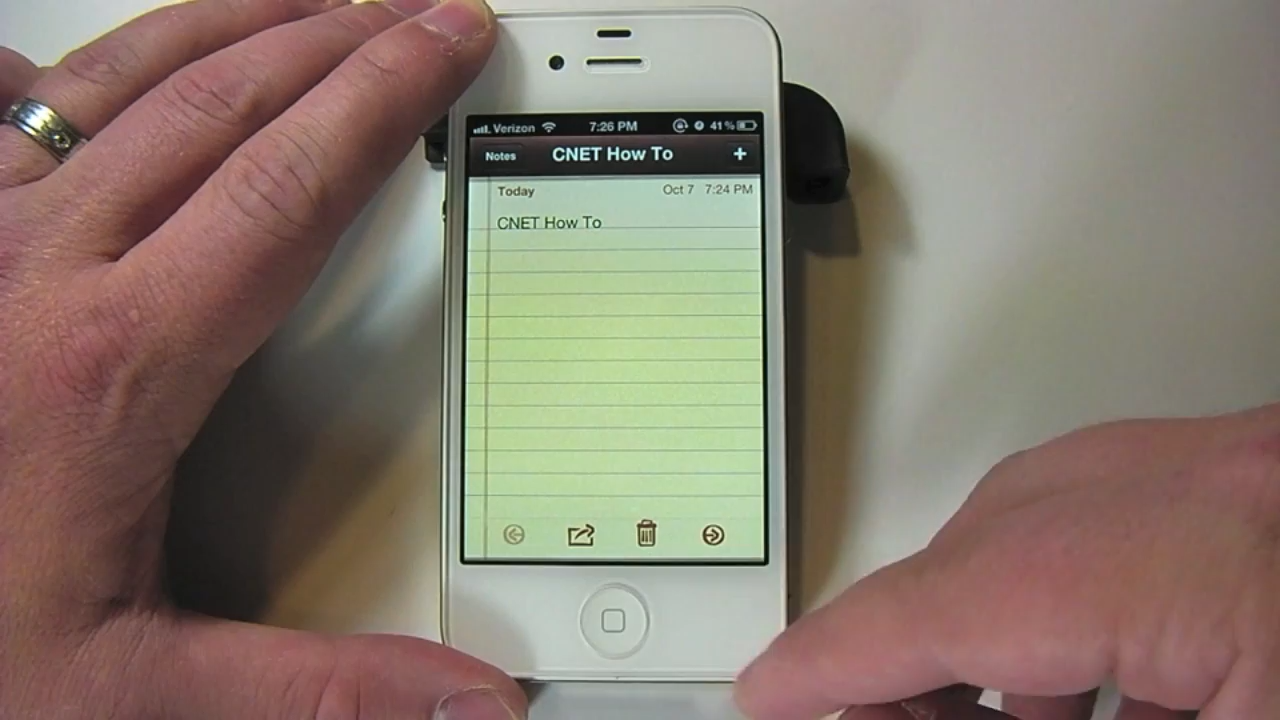 Verizon 7:26 PM 41%
Notes CNET How To +
Today Oct 7 7:24 PM
CNET How To